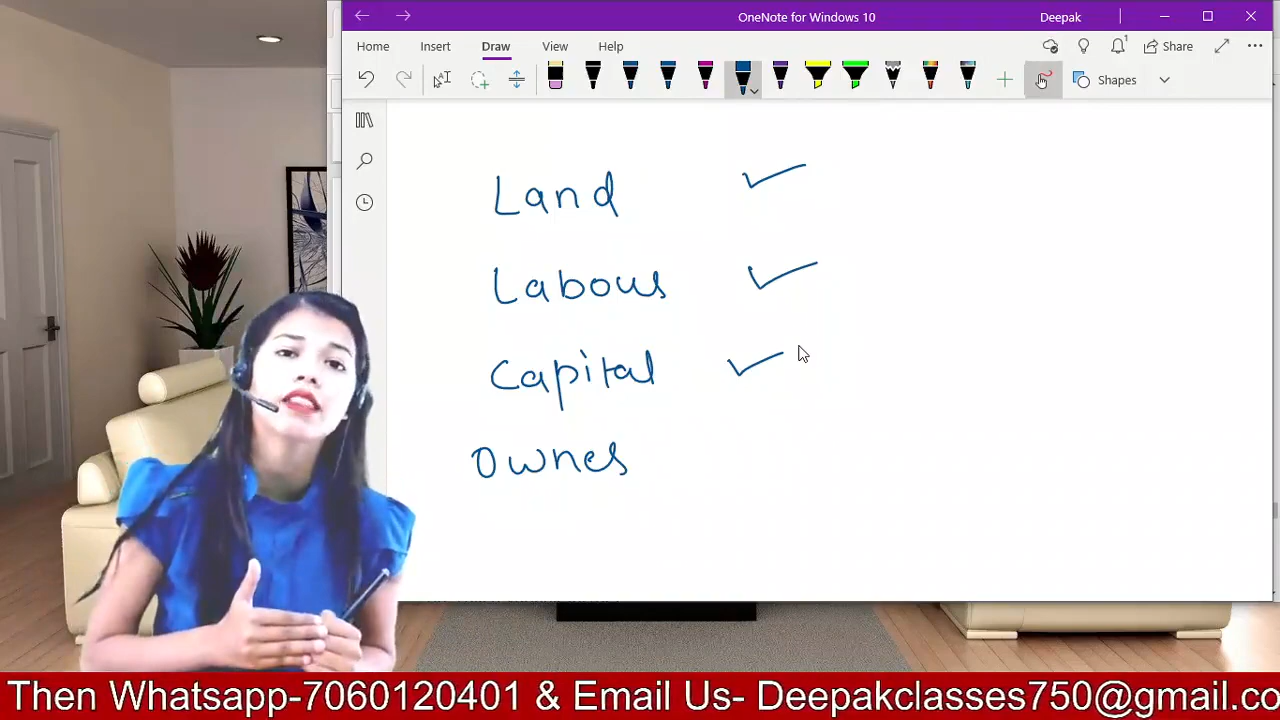 OneNote for Windows 10
Deepak
Home Insert Draw View Help
Share
Shapes
Land
Labour
Capital
Owner
Then Whatsapp-7060120401 & Email Us- Deepakclasses750@gmail.co